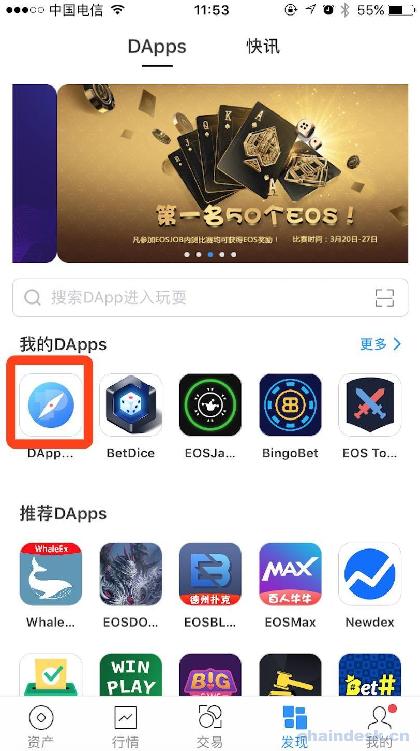 中国电信
11:53
55%
DApps
快讯
第一名50个EOS！
凡参加EOSJOB内测比赛均可获得EOS奖励！ 比赛时间：3月20日-27日
搜索DApp进入玩耍
我的DApps
更多
DApp...
BetDice
EOSJa...
BingoBet
EOS To...
推荐DApps
WhaleEx
德州扑克
MAX
百人牛牛
Whale...
EOSDO...
EOSBL...
EOSMax
Newdex
WIN
PLAY
BIG
Bet#
资产
行情
交易
发现
我的
chaindesk.cn